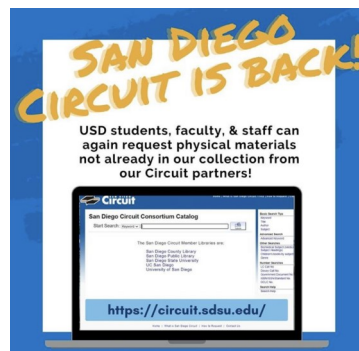 SAN DIEGO
CIRCUIT IS BACK!
USD students, faculty, & staff can
again request physical materials
not already in our collection from
our Circuit partners!
Circuit
San Diego Circuit Consortium Catalog
Start Search
The San Diego Circuit Member Libraries are:
San Diego County Library
San Diego Public Library
San Diego State University
UC San Diego
University of San Diego
https://circuit.sdsu.edu/